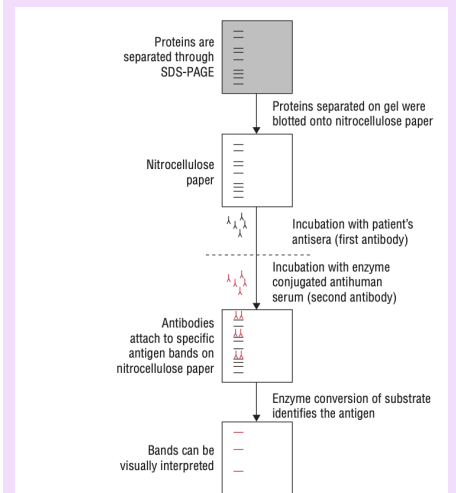 Proteins are
separated through
SDS-PAGE
Proteins separated on gel were
blotted onto nitrocellulose paper
Nitrocellulose
paper
Incubation with patient’s
antisera (first antibody)
Incubation with enzyme
conjugated antihuman
serum (second antibody)
Antibodies
attach to specific
antigen bands on
nitrocellulose paper
Enzyme conversion of substrate
identifies the antigen
Bands can be
visually interpreted